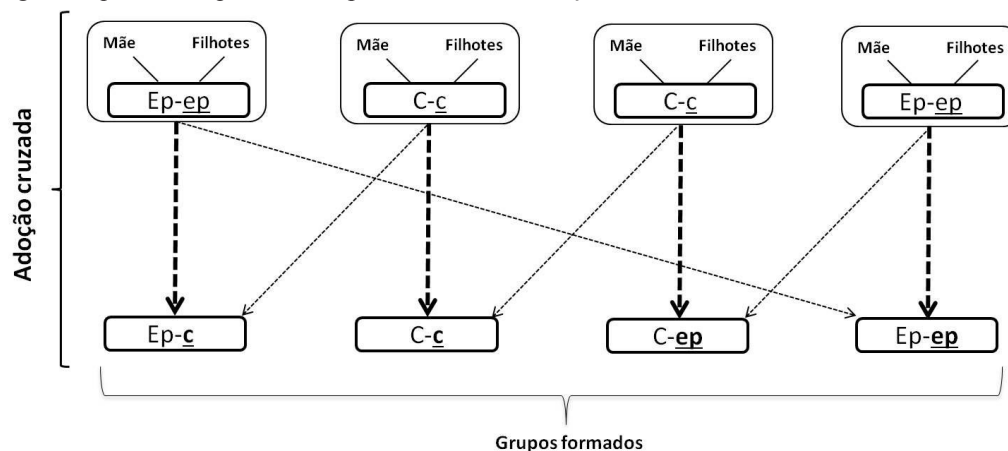 Mãe Filhotes Mãe Filhotes Mãe Filhotes Mãe Filhotes
Ep-ep C-c C-c Ep-ep
Adoção cruzada
Ep-c C-c C-ep Ep-ep
Grupos formados